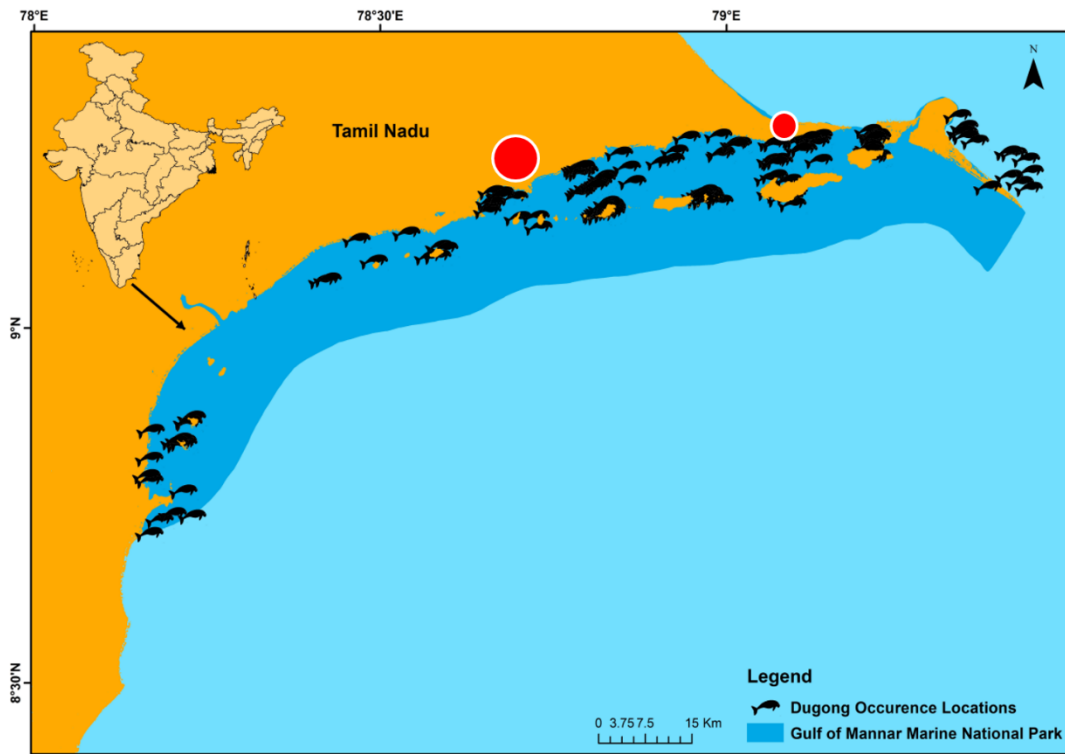 78°E
78°30'E
79°E
N
Tamil Nadu
9°N
8°30'N
Legend
Dugong Occurence Locations
Gulf of Mannar Marine National Park
0 3.75 7.5 15 Km